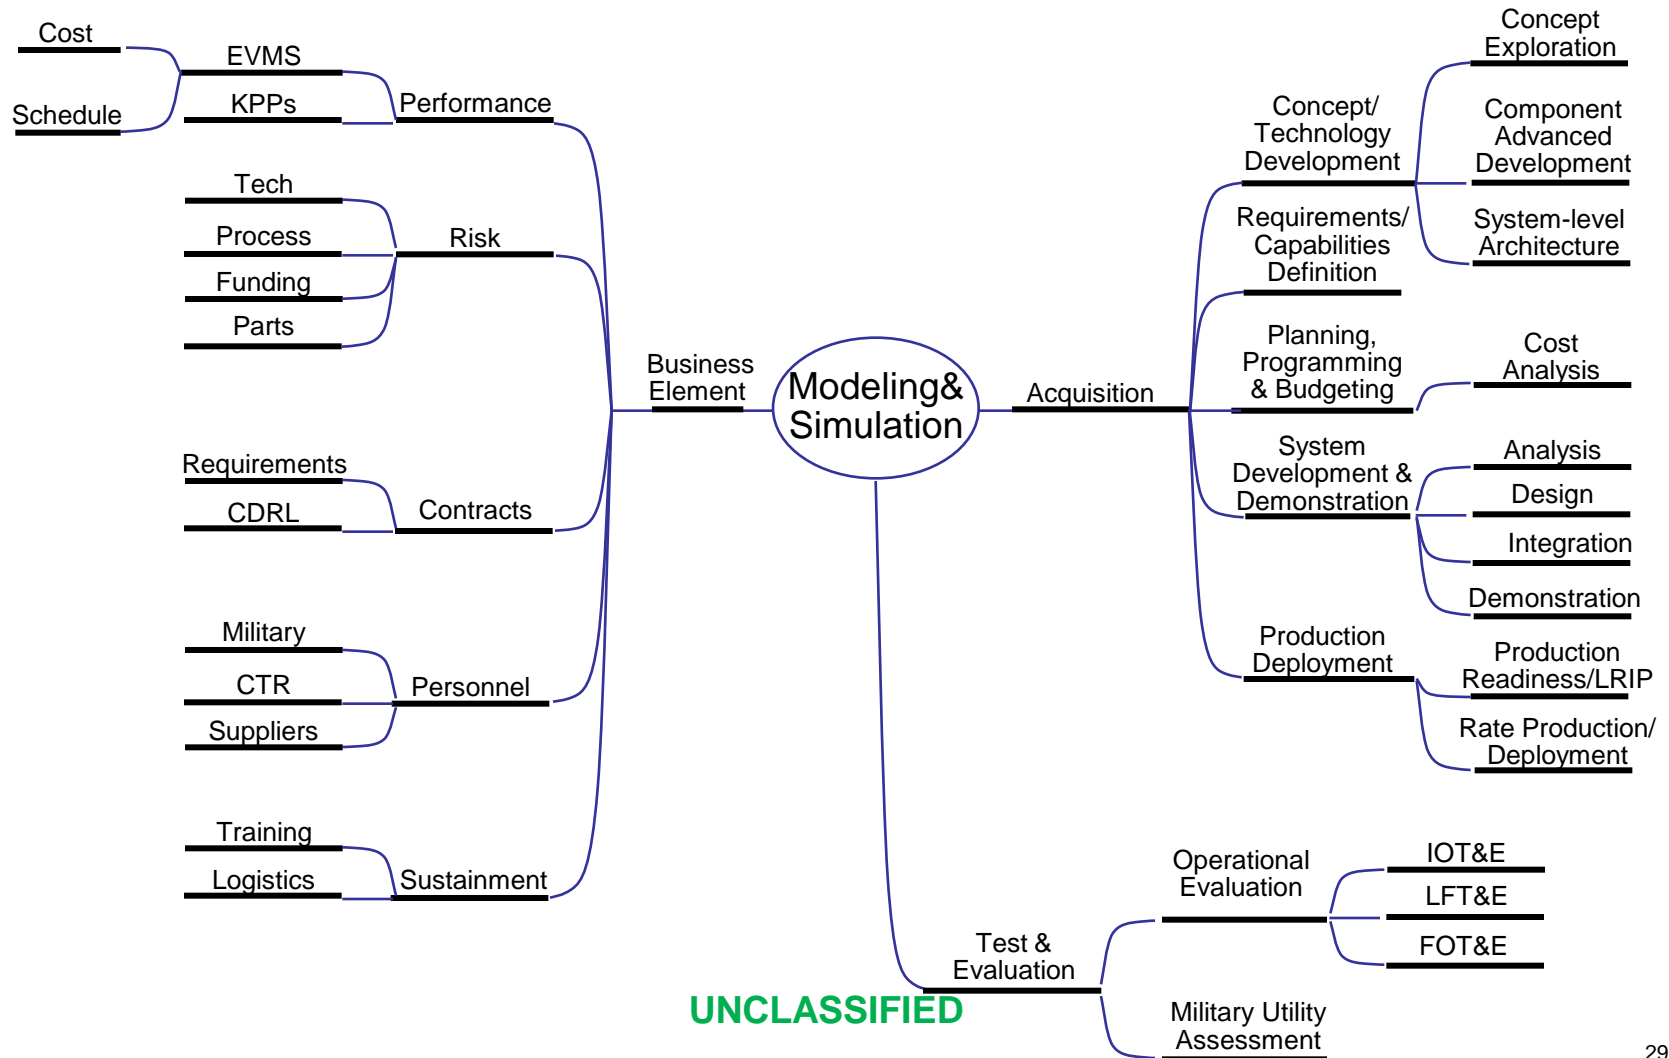 Cost
Schedule
EVMS
KPPs
Performance
Tech
Process
Funding
Parts
Risk
Requirements
CDRL
Contracts
Military
CTR
Suppliers
Personnel
Training
Logistics
Sustainment
Business
Element
Modeling&
Simulation
Acquisition
Concept/
Technology
Development
Concept
Exploration
Component
Advanced
Development
System-level
Architecture
Requirements/
Capabilities
Definition
Planning,
Programming
& Budgeting
Cost
Analysis
System
Development &
Demonstration
Analysis
Design
Integration
Demonstration
Production
Deployment
Production
Readiness/LRIP
Rate Production/
Deployment
Test &
Evaluation
Operational
Evaluation
IOT&E
LFT&E
FOT&E
Military Utility
Assessment
UNCLASSIFIED
29